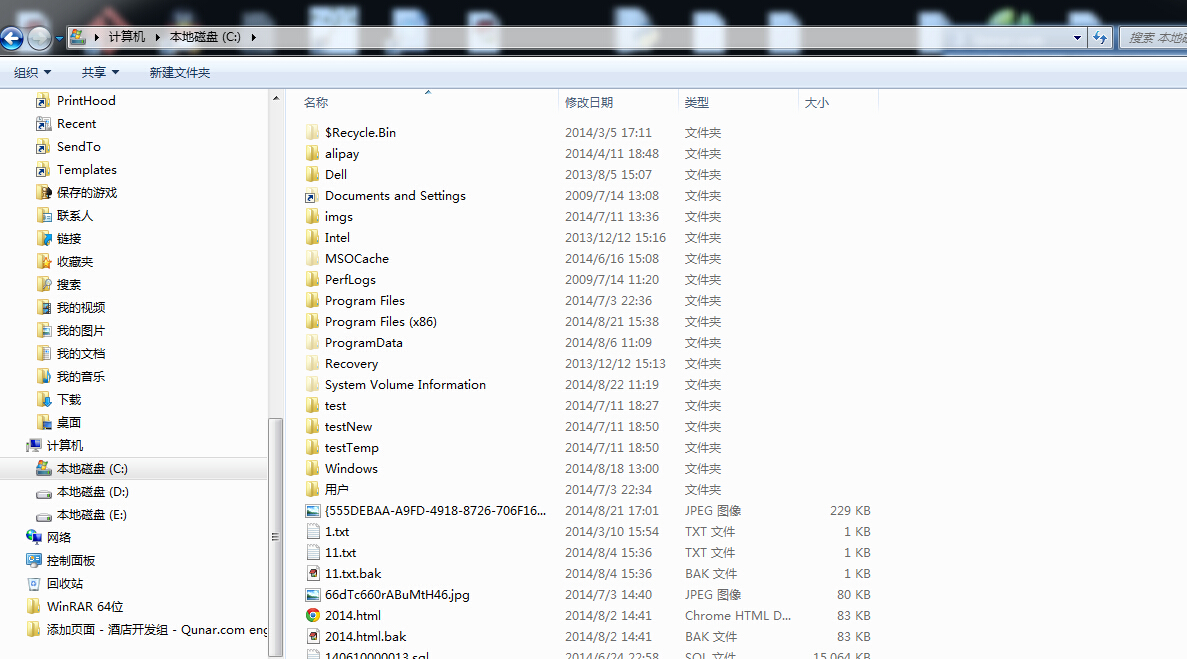 计算机 本地磁盘 (C:) 搜索 本地磁
组织 共享 新建文件夹
PrintHood
Recent
SendTo
Templates
保存的游戏
联系人
链接
收藏夹
搜索
我的视频
我的图片
我的文档
我的音乐
下载
桌面
计算机
本地磁盘 (C:)
本地磁盘 (D:)
本地磁盘 (E:)
网络
控制面板
回收站
WinRAR 64位
添加页面 - 酒店开发组 - Qunar.com eng
名称 修改日期 类型 大小
$Recycle.Bin 2014/3/5 17:11 文件夹
alipay 2014/4/11 18:48 文件夹
Dell 2013/8/5 15:07 文件夹
Documents and Settings 2009/7/14 13:08 文件夹
imgs 2014/7/11 13:36 文件夹
Intel 2013/12/12 15:16 文件夹
MSOCache 2014/6/16 15:08 文件夹
PerfLogs 2009/7/14 11:20 文件夹
Program Files 2014/7/3 22:36 文件夹
Program Files (x86) 2014/8/21 15:38 文件夹
ProgramData 2014/8/6 11:09 文件夹
Recovery 2013/12/12 15:13 文件夹
System Volume Information 2014/8/22 11:19 文件夹
test 2014/7/11 18:27 文件夹
testNew 2014/7/11 18:50 文件夹
testTemp 2014/7/11 18:50 文件夹
Windows 2014/8/18 13:00 文件夹
用户 2014/7/3 22:34 文件夹
{555DEBAA-A9FD-4918-8726-706F16... 2014/8/21 17:01 JPEG 图像 229 KB
1.txt 2014/3/10 15:54 TXT 文件 1 KB
11.txt 2014/8/4 15:36 TXT 文件 1 KB
11.txt.bak 2014/8/4 15:36 BAK 文件 1 KB
66dTc660rABuMtH46.jpg 2014/7/3 14:40 JPEG 图像 80 KB
2014.html 2014/8/2 14:41 Chrome HTML D... 83 KB
2014.html.bak 2014/8/2 14:41 BAK 文件 83 KB
140610000013.sql 2014/6/24 22:58 SQL 文件 15,064 KB